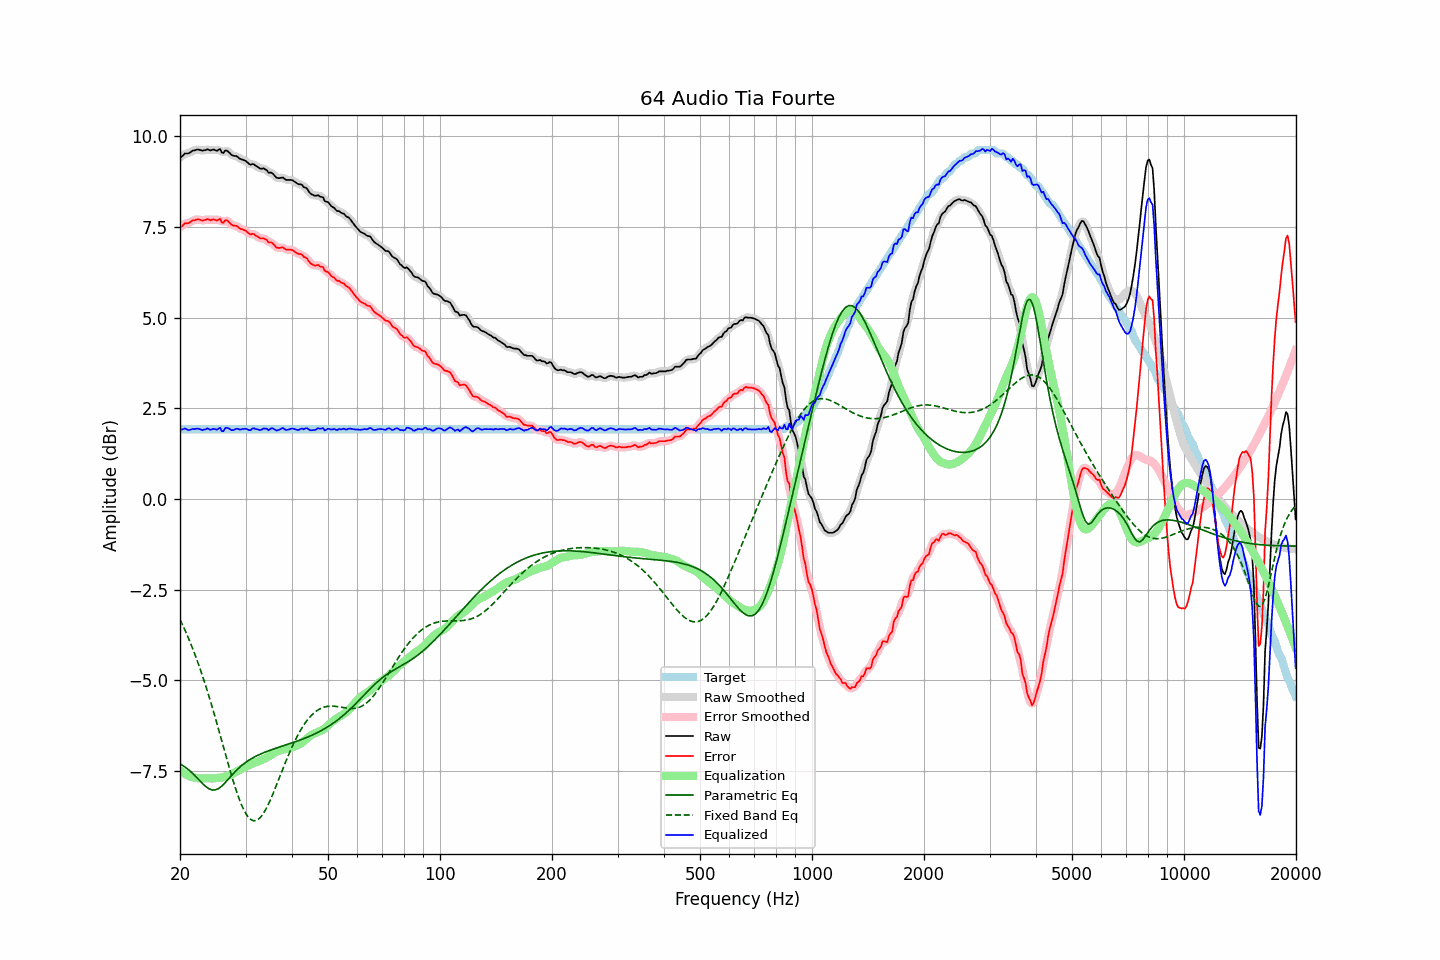 64 Audio Tia Fourte
Amplitude (dBr)
10.0
7.5
5.0
2.5
0.0
−2.5
−5.0
−7.5
Target
Raw Smoothed
Error Smoothed
Raw
Error
Equalization
Parametric Eq
Fixed Band Eq
Equalized
20 50 100 200 500 1000 2000 5000 10000 20000
Frequency (Hz)